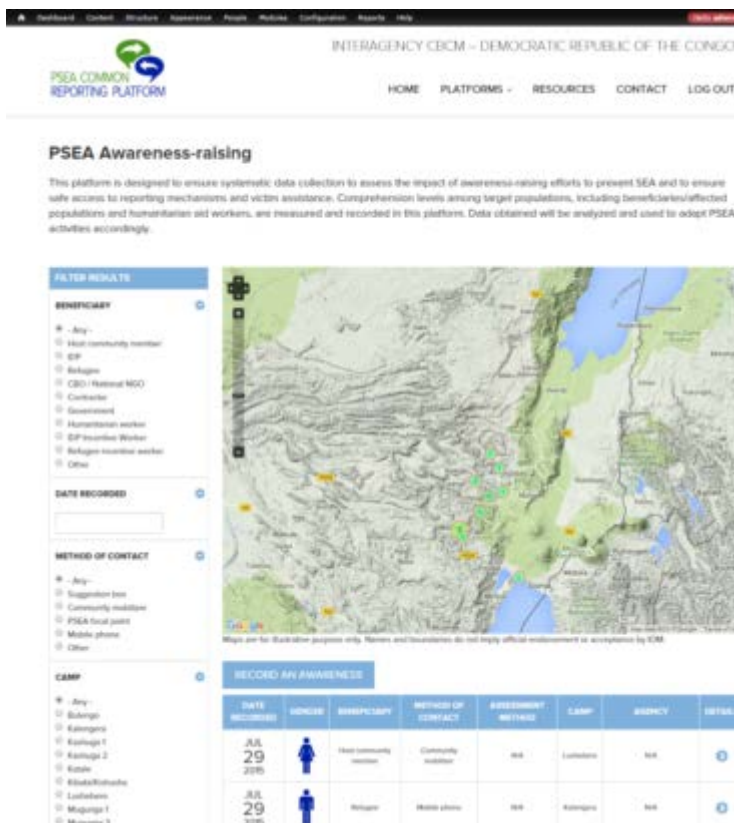 Dashboard Content Structure Appearance People Modules Configuration Reports Help
Hello
INTERAGENCY CBCM – DEMOCRATIC REPUBLIC OF THE CONGO
PSEA COMMON
REPORTING PLATFORM
HOME PLATFORMS RESOURCES CONTACT LOG OUT
PSEA Awareness-raising
This platform is designed to ensure systematic data collection to assess the impact of awareness-raising efforts to prevent SEA and to ensure
safe access to reporting mechanisms and victim assistance. Comprehension levels among target populations, including beneficiaries/affected
populations and humanitarian aid workers, are measured and recorded in this platform. Data obtained will be analyzed and used to adapt PSEA
activities accordingly.
FILTER RESULTS
BENEFICIARY
- Any -
Host community member
IDP
Refugee
CBO / National NGO
Contractor
Government
Humanitarian worker
IDP Incentive Worker
Refugee incentive worker
Other
DATE RECORDED
METHOD OF CONTACT
- Any -
Suggestion box
Community mobilizer
PSEA focal point
Mobile phone
Other
CAMP
- Any -
Bulengo
Kalengera
Kashuga 1
Kashuga 2
Lushebere
Mugunga 1
Google
Maps are for illustrative purpose only. Names and boundaries do not imply official endorsement or acceptance by IOM.
RECORD AN AWARENESS
DATE RECORDED GENDER BENEFICIARY METHOD OF CONTACT ASSESSMENT METHOD CAMP AGENCY DETAILS
JUL
29
2015
Host community member
Community mobilizer
N/A
Lushebere
N/A
JUL
29
2015
Refugee
Mobile phone
N/A
Kalengera
N/A